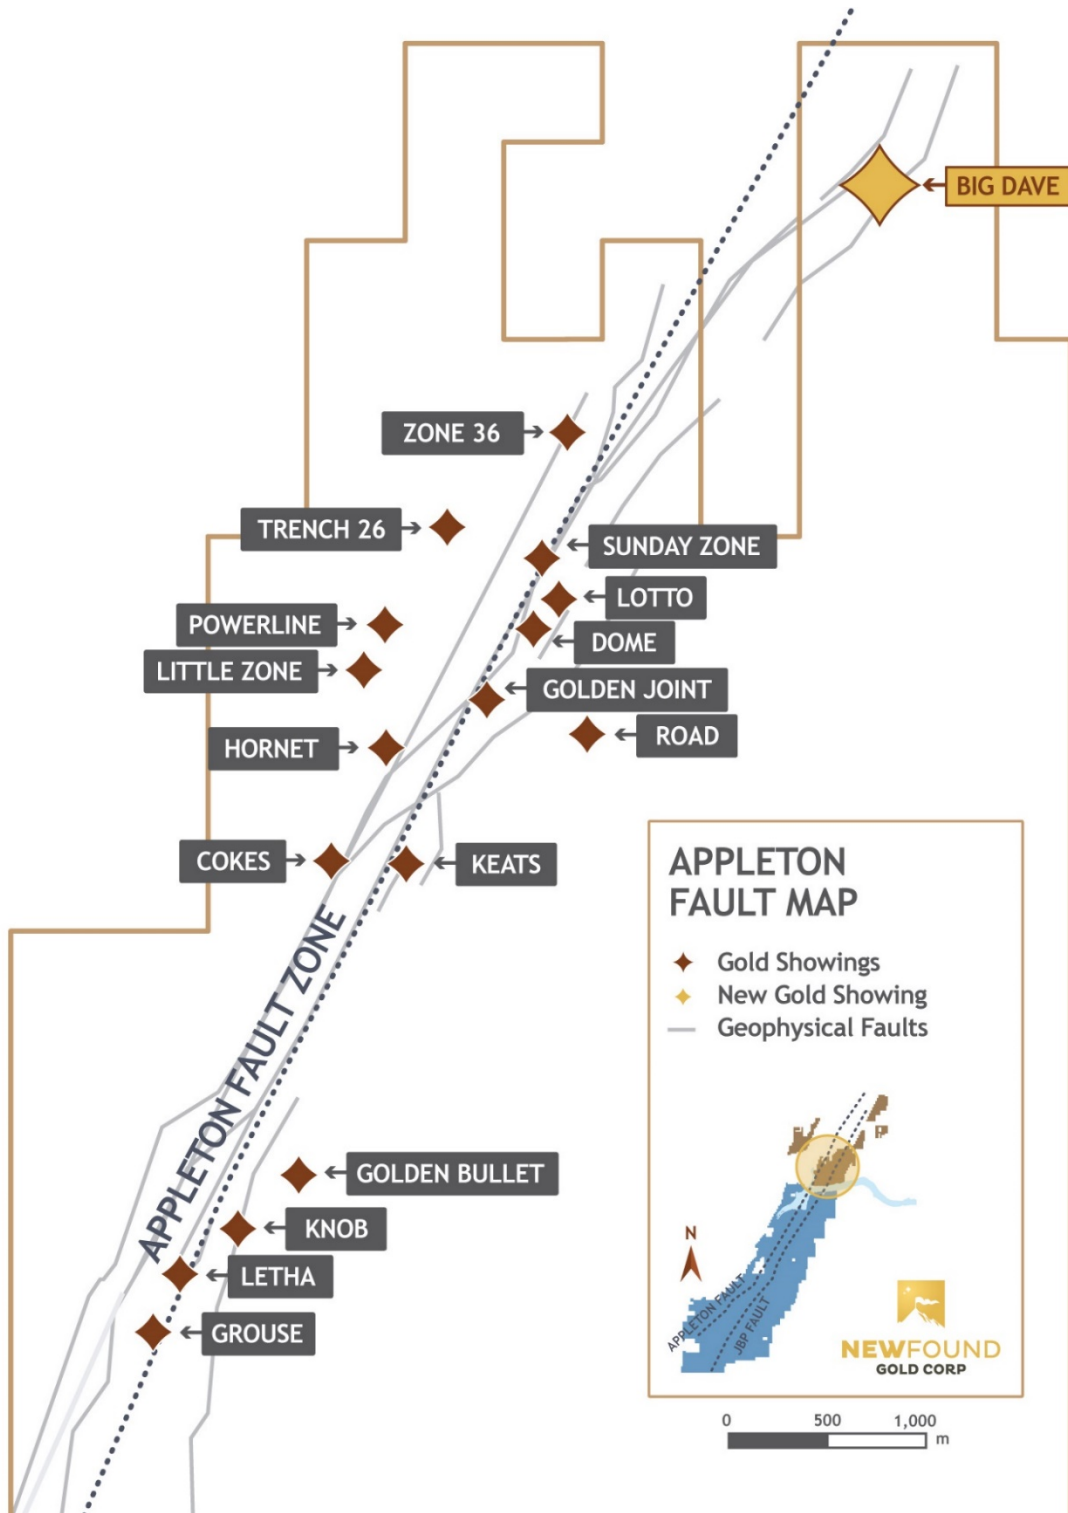 BIG DAVE
ZONE 36
TRENCH 26
SUNDAY ZONE
LOTTO
POWERLINE
DOME
LITTLE ZONE
GOLDEN JOINT
ROAD
HORNET
COKES
KEATS
APPLETON FAULT ZONE
GOLDEN BULLET
KNOB
LETHA
GROUSE
APPLETON
FAULT MAP
Gold Showings
New Gold Showing
Geophysical Faults
N
APPLETON FAULT
JBP FAULT
NEWFOUND
GOLD CORP
0 500 1,000
m